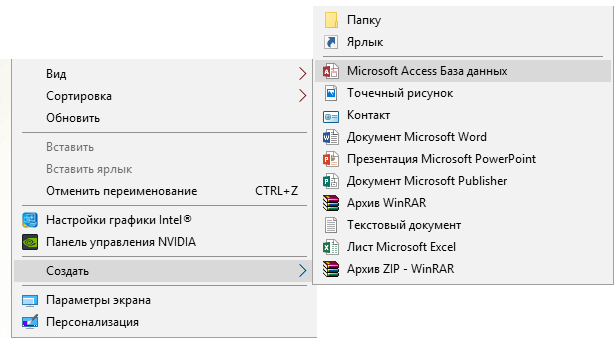 Вид
Сортировка
Обновить
Вставить
Вставить ярлык
Отменить переименование CTRL+Z
Настройки графики Intel®
Панель управления NVIDIA
Создать
Параметры экрана
Персонализация
Папку
Ярлык
Microsoft Access База данных
Точечный рисунок
Контакт
Документ Microsoft Word
Презентация Microsoft PowerPoint
Документ Microsoft Publisher
Архив WinRAR
Текстовый документ
Лист Microsoft Excel
Архив ZIP - WinRAR